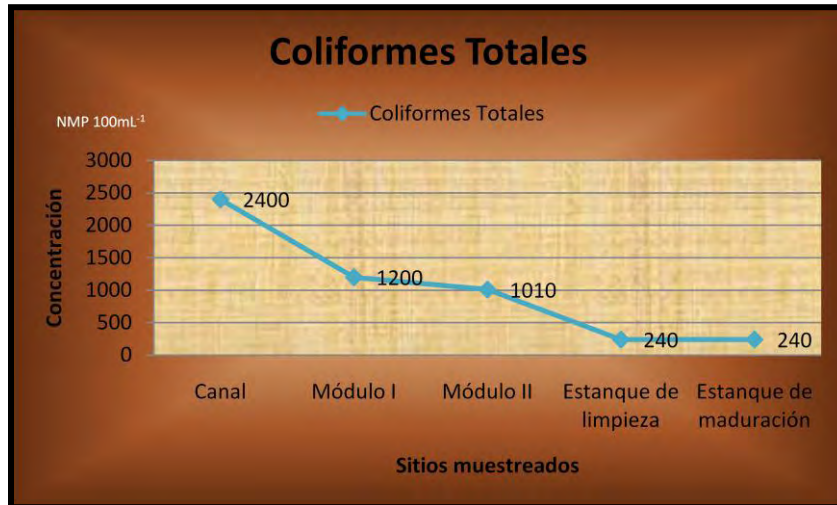 Coliformes Totales
Coliformes Totales
NMP 100mL⁻¹
3000
2500
2000
1500
1000
500
0
Concentración
2400
1200
1010
240
240
Canal
Módulo I
Módulo II
Estanque de
limpieza
Estanque de
maduración
Sitios muestreados